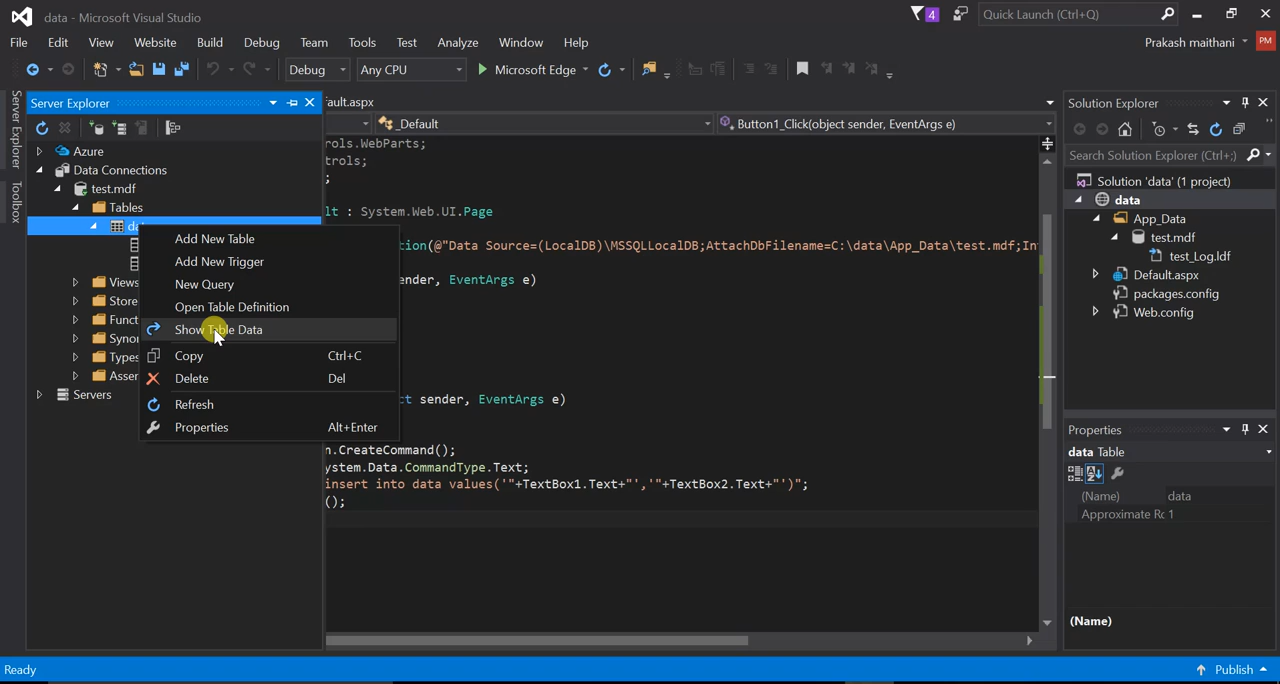 data - Microsoft Visual Studio
4
Quick Launch (Ctrl+Q)
File Edit View Website Build Debug Team Tools Test Analyze Window Help
Prakash maithani
PM
Debug
Any CPU
Microsoft Edge
Server Explorer
Toolbox
Server Explorer
Azure
Data Connections
test.mdf
Tables
Views
Servers
Add New Table
Add New Trigger
New Query
Open Table Definition
Show Table Data
Copy Ctrl+C
Delete Del
Refresh
Properties Alt+Enter
ault.aspx
_Default
Button1_Click(object sender, EventArgs e)
rols.WebParts;
trols;
;
lt : System.Web.UI.Page
tion(@"Data Source=(LocalDB)\MSSQLLocalDB;AttachDbFilename=C:\data\App_Data\test.mdf;In
ender, EventArgs e)
ct sender, EventArgs e)
n.CreateCommand();
ystem.Data.CommandType.Text;
insert into data values('"+TextBox1.Text+"','"+TextBox2.Text+"')";
();
Solution Explorer
Search Solution Explorer (Ctrl+;)
Solution 'data' (1 project)
data
App_Data
test.mdf
test_Log.ldf
Default.aspx
packages.config
Web.config
Properties
data Table
(Name) data
Approximate Rc 1
(Name)
Ready
Publish